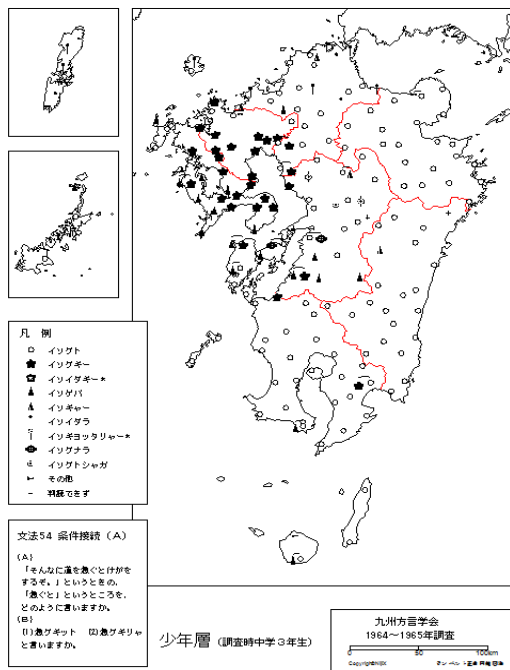 凡 例
イソグト
イソグキー
イソイダキー*
イソゲバ
イソギャー
イソイダラ
イソギヨッタリャー*
イソグナラ
イソグトシャガ
その他
判読できず
文法54 条件接続（A）
(A)
「そんなに道を急ぐとけがを
するぞ。」というときの、
「急ぐと」というところを、
どのように言いますか。
(B)
(1)急グギット (2)急グギリャ
と言いますか。
少年層（調査時中学３年生）
九州方言学会
1964～1965年調査
0 50 100km